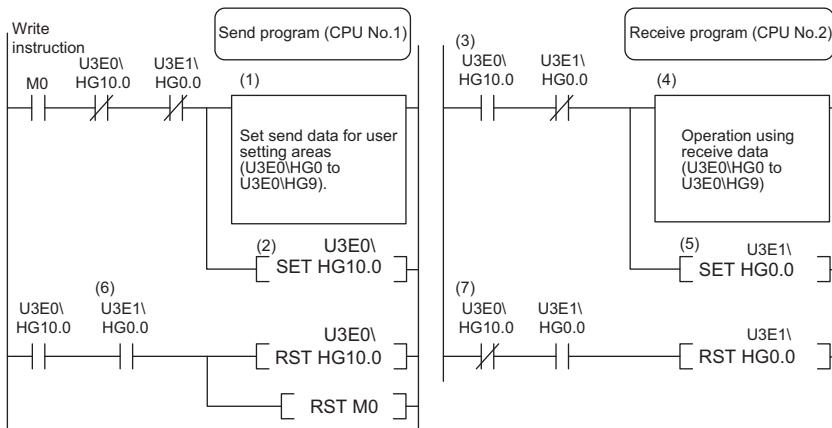 Write
instruction
Send program (CPU No.1)
M0
U3E0\
HG10.0
U3E1\
HG0.0
(1)
Set send data for user
setting areas
(U3E0\HG0 to
U3E0\HG9).
(2)
U3E0\
SET HG10.0
U3E0\
HG10.0
(6)
U3E1\
HG0.0
U3E0\
RST HG10.0
RST M0
Receive program (CPU No.2)
(3)
U3E0\
HG10.0
U3E1\
HG0.0
(4)
Operation using
receive data
(U3E0\HG0 to
U3E0\HG9)
(5)
U3E1\
SET HG0.0
(7)
U3E0\
HG10.0
U3E1\
HG0.0
U3E1\
RST HG0.0